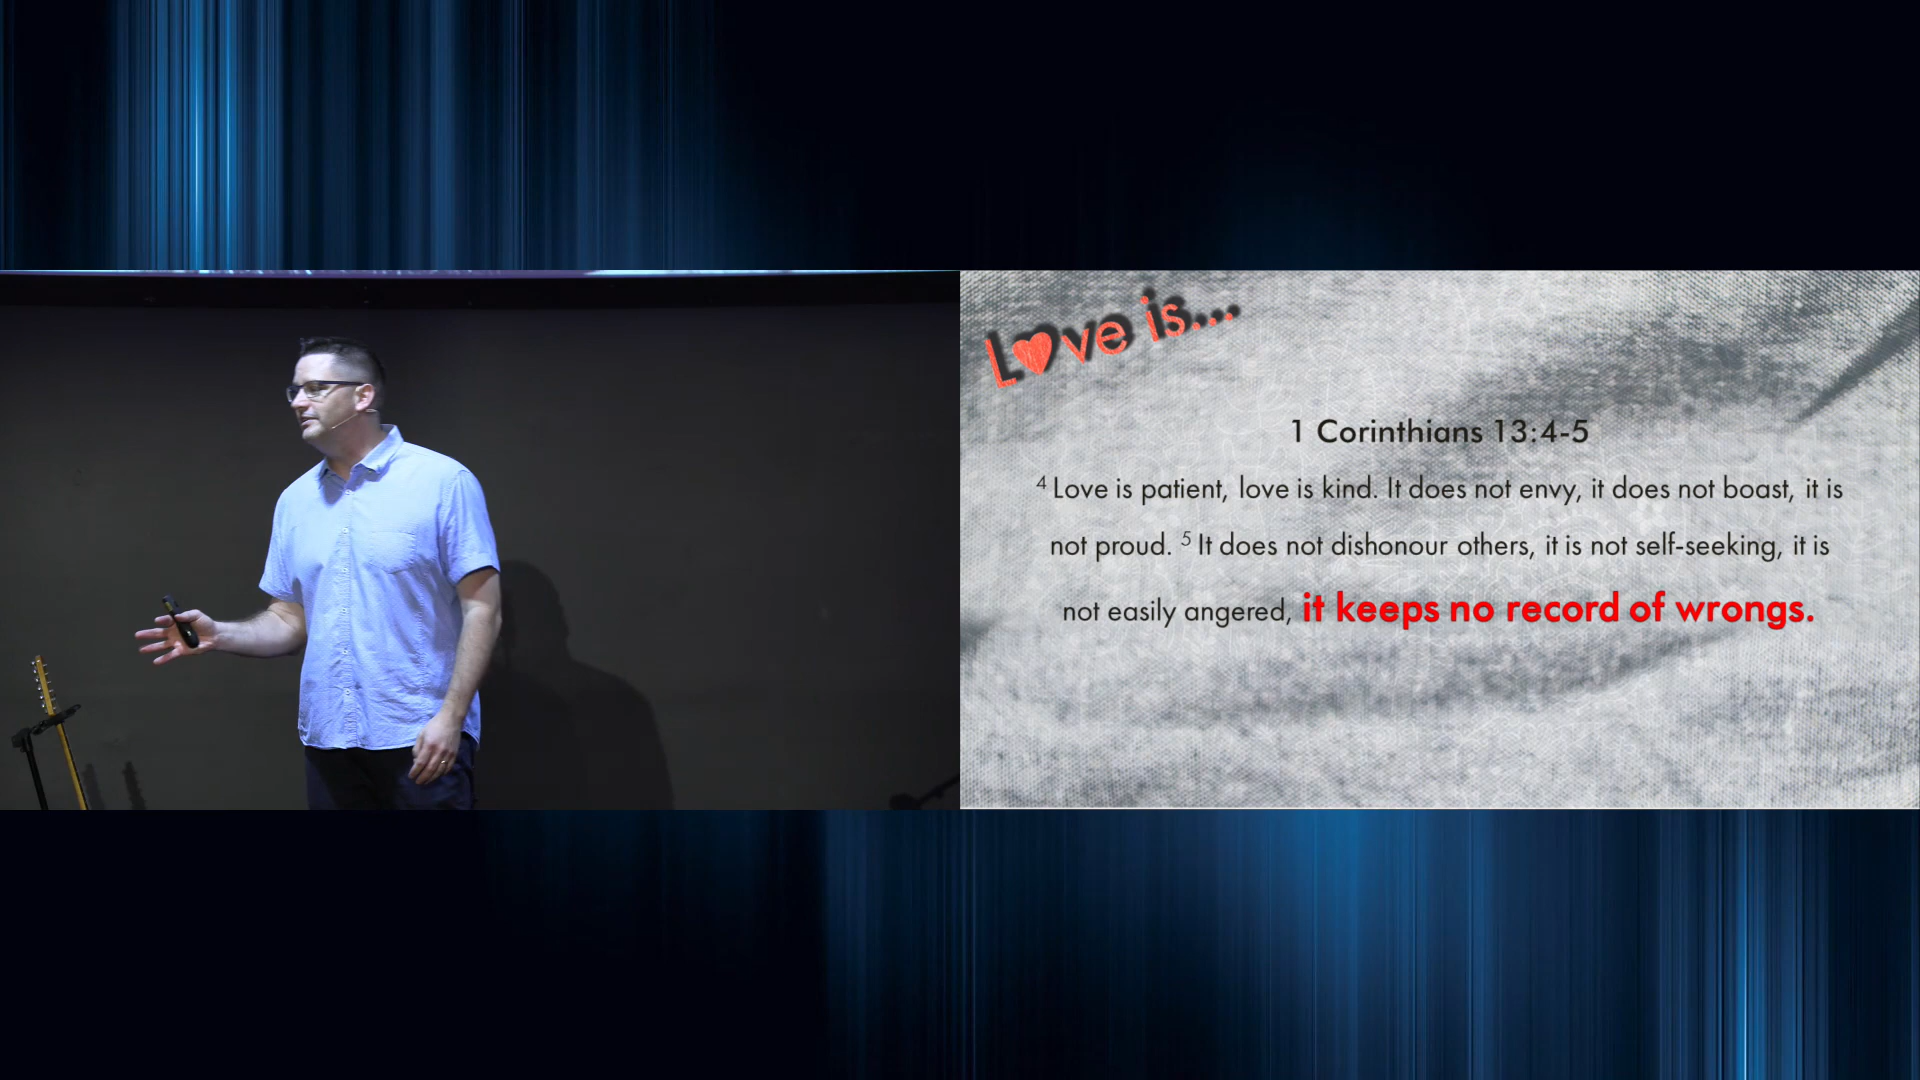 Love is...
1 Corinthians 13:4-5
4 Love is patient, love is kind. It does not envy, it does not boast, it is
not proud. 5 It does not dishonour others, it is not self-seeking, it is
not easily angered, it keeps no record of wrongs.